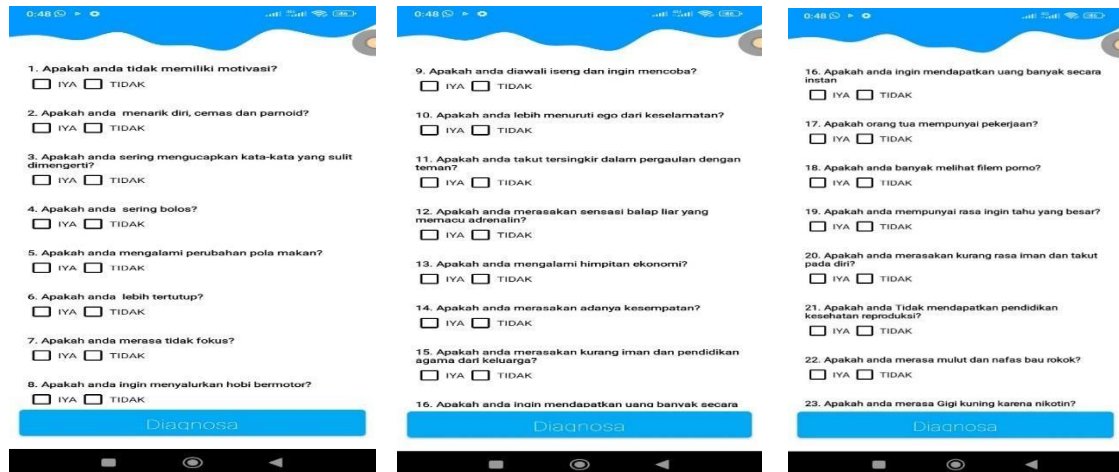 0:48
1. Apakah anda tidak memiliki motivasi?
IYA TIDAK
2. Apakah anda menarik diri, cemas dan parnoid?
IYA TIDAK
3. Apakah anda sering mengucapkan kata-kata yang sulit
dimengerti?
IYA TIDAK
4. Apakah anda sering bolos?
IYA TIDAK
5. Apakah anda mengalami perubahan pola makan?
IYA TIDAK
6. Apakah anda lebih tertutup?
IYA TIDAK
7. Apakah anda merasa tidak fokus?
IYA TIDAK
8. Apakah anda ingin menyalurkan hobi bermotor?
IYA TIDAK
Diagnosa
0:48
9. Apakah anda diawali iseng dan ingin mencoba?
IYA TIDAK
10. Apakah anda lebih menuruti ego dari keselamatan?
IYA TIDAK
11. Apakah anda takut tersingkir dalam pergaulan dengan
teman?
IYA TIDAK
12. Apakah anda merasakan sensasi balap liar yang
memacu adrenalin?
IYA TIDAK
13. Apakah anda mengalami himpitan ekonomi?
IYA TIDAK
14. Apakah anda merasakan adanya kesempatan?
IYA TIDAK
15. Apakah anda merasakan kurang iman dan pendidikan
agama dari keluarga?
IYA TIDAK
16. Apakah anda ingin mendapatkan uang banyak secara
Diagnosa
0:48
16. Apakah anda ingin mendapatkan uang banyak secara
instan
IYA TIDAK
17. Apakah orang tua mempunyai pekerjaan?
IYA TIDAK
18. Apakah anda banyak melihat filem porno?
IYA TIDAK
19. Apakah anda mempunyai rasa ingin tahu yang besar?
IYA TIDAK
20. Apakah anda merasakan kurang rasa iman dan takut
pada diri?
IYA TIDAK
21. Apakah anda Tidak mendapatkan pendidikan
kesehatan reproduksi?
IYA TIDAK
22. Apakah anda merasa mulut dan nafas bau rokok?
IYA TIDAK
23. Apakah anda merasa Gigi kuning karena nikotin?
Diagnosa